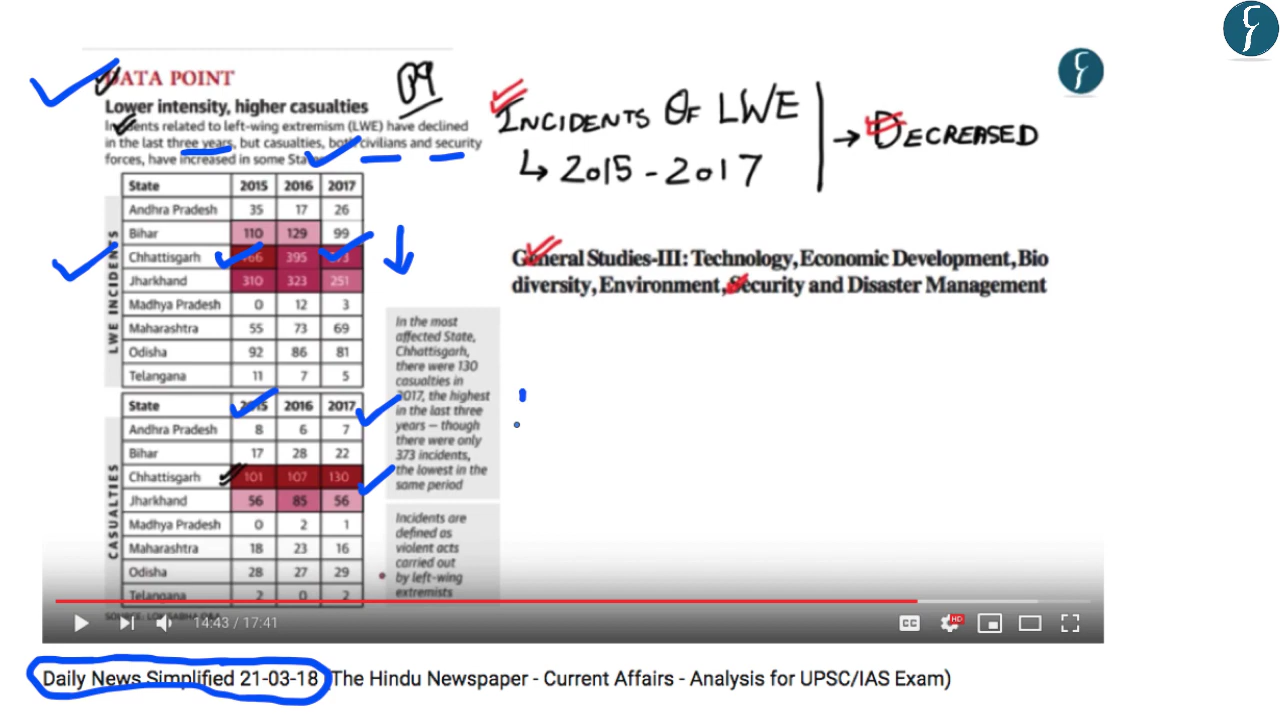 DATA POINT
09
Lower intensity, higher casualties
Incidents related to left-wing extremism (LWE) have declined
in the last three years, but casualties, both civilians and security
forces, have increased in some
INCIDENTS OF LWE
↳ 2015 - 2017
→ DECREASED
General Studies-III: Technology, Economic Development, Bio
diversity, Environment, Security and Disaster Management
LWE INCIDENTS
State 2015 2016 2017
Andhra Pradesh 35 17 26
Bihar 110 129 99
Chhattisgarh 395
Jharkhand 310 323 251
Madhya Pradesh 0 12 3
Maharashtra 55 73 69
Odisha 92 86 81
Telangana 11 7 5
CASUALTIES
State 2015 2016 2017
Andhra Pradesh 8 6 7
Bihar 17 28 22
Chhattisgarh 101 107 130
Jharkhand 56 85 56
Madhya Pradesh 0 2 1
Maharashtra 18 23 16
Odisha 28 27 29
Telangana 2 0 2
In the most
affected State,
Chhattisgarh,
there were 130
casualties in
2017, the highest
in the last three
years — though
there were only
373 incidents,
the lowest in the
same period
Incidents are
defined as
violent acts
carried out
by left-wing
extremists
SOURCE: LOK SABHA Q&A
14:43 / 17:41
CC
HD
Daily News Simplified 21-03-18 (The Hindu Newspaper - Current Affairs - Analysis for UPSC/IAS Exam)